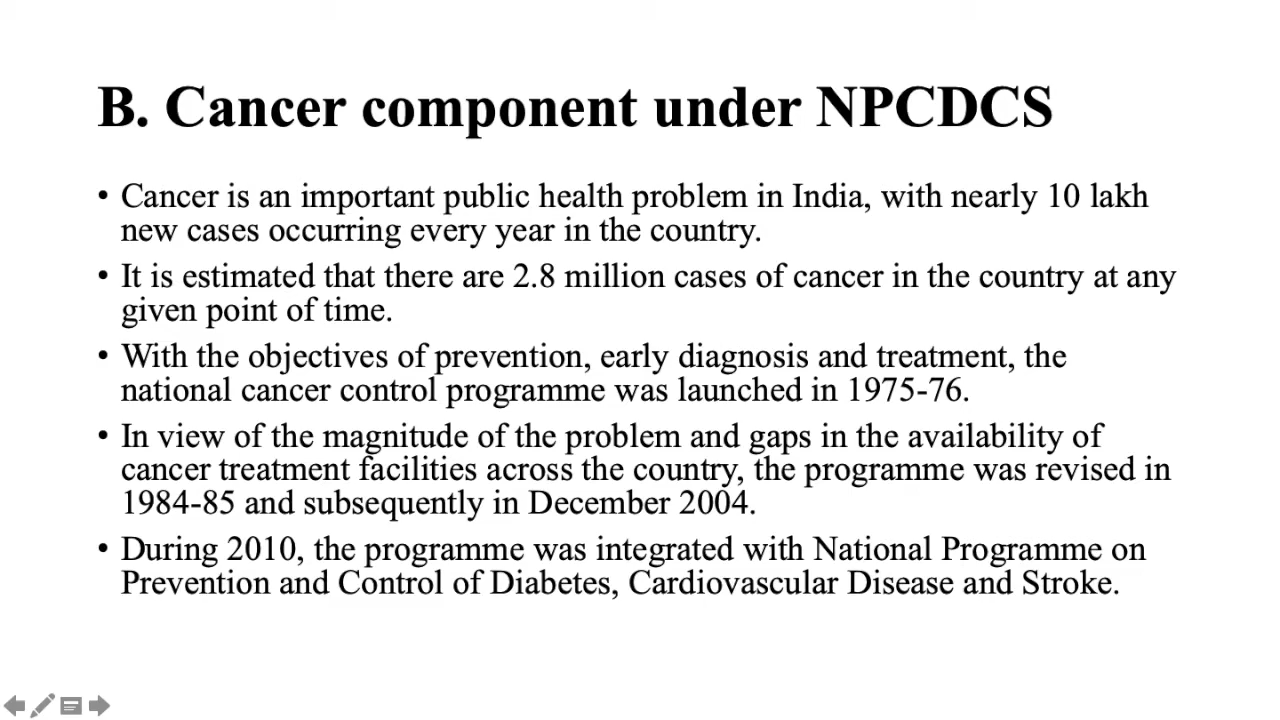 B. Cancer component under NPCDCS
• Cancer is an important public health problem in India, with nearly 10 lakh
new cases occurring every year in the country.
• It is estimated that there are 2.8 million cases of cancer in the country at any
given point of time.
• With the objectives of prevention, early diagnosis and treatment, the
national cancer control programme was launched in 1975-76.
• In view of the magnitude of the problem and gaps in the availability of
cancer treatment facilities across the country, the programme was revised in
1984-85 and subsequently in December 2004.
• During 2010, the programme was integrated with National Programme on
Prevention and Control of Diabetes, Cardiovascular Disease and Stroke.